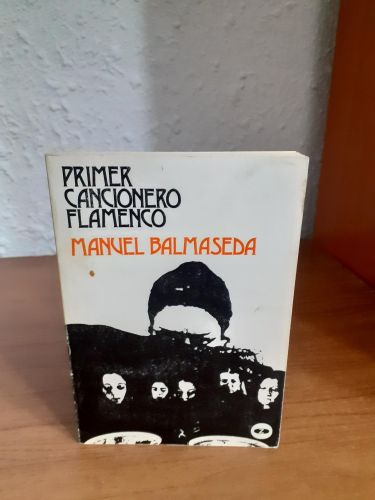 PRIMER
CANCIONERO
FLAMENCO
MANUEL BALMASEDA